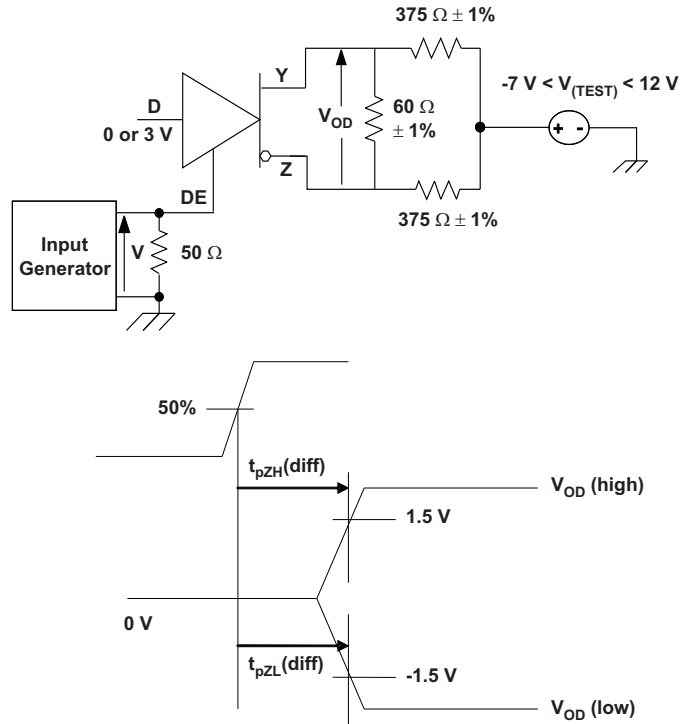 375 Ω ± 1%
Y
-7 V < V(TEST) < 12 V
D
VOD
60 Ω
± 1%
0 or 3 V
+ -
Z
DE
375 Ω ± 1%
Input
Generator
V
50 Ω
50%
tpZH(diff)
VOD (high)
1.5 V
0 V
tpZL(diff)
-1.5 V
VOD (low)